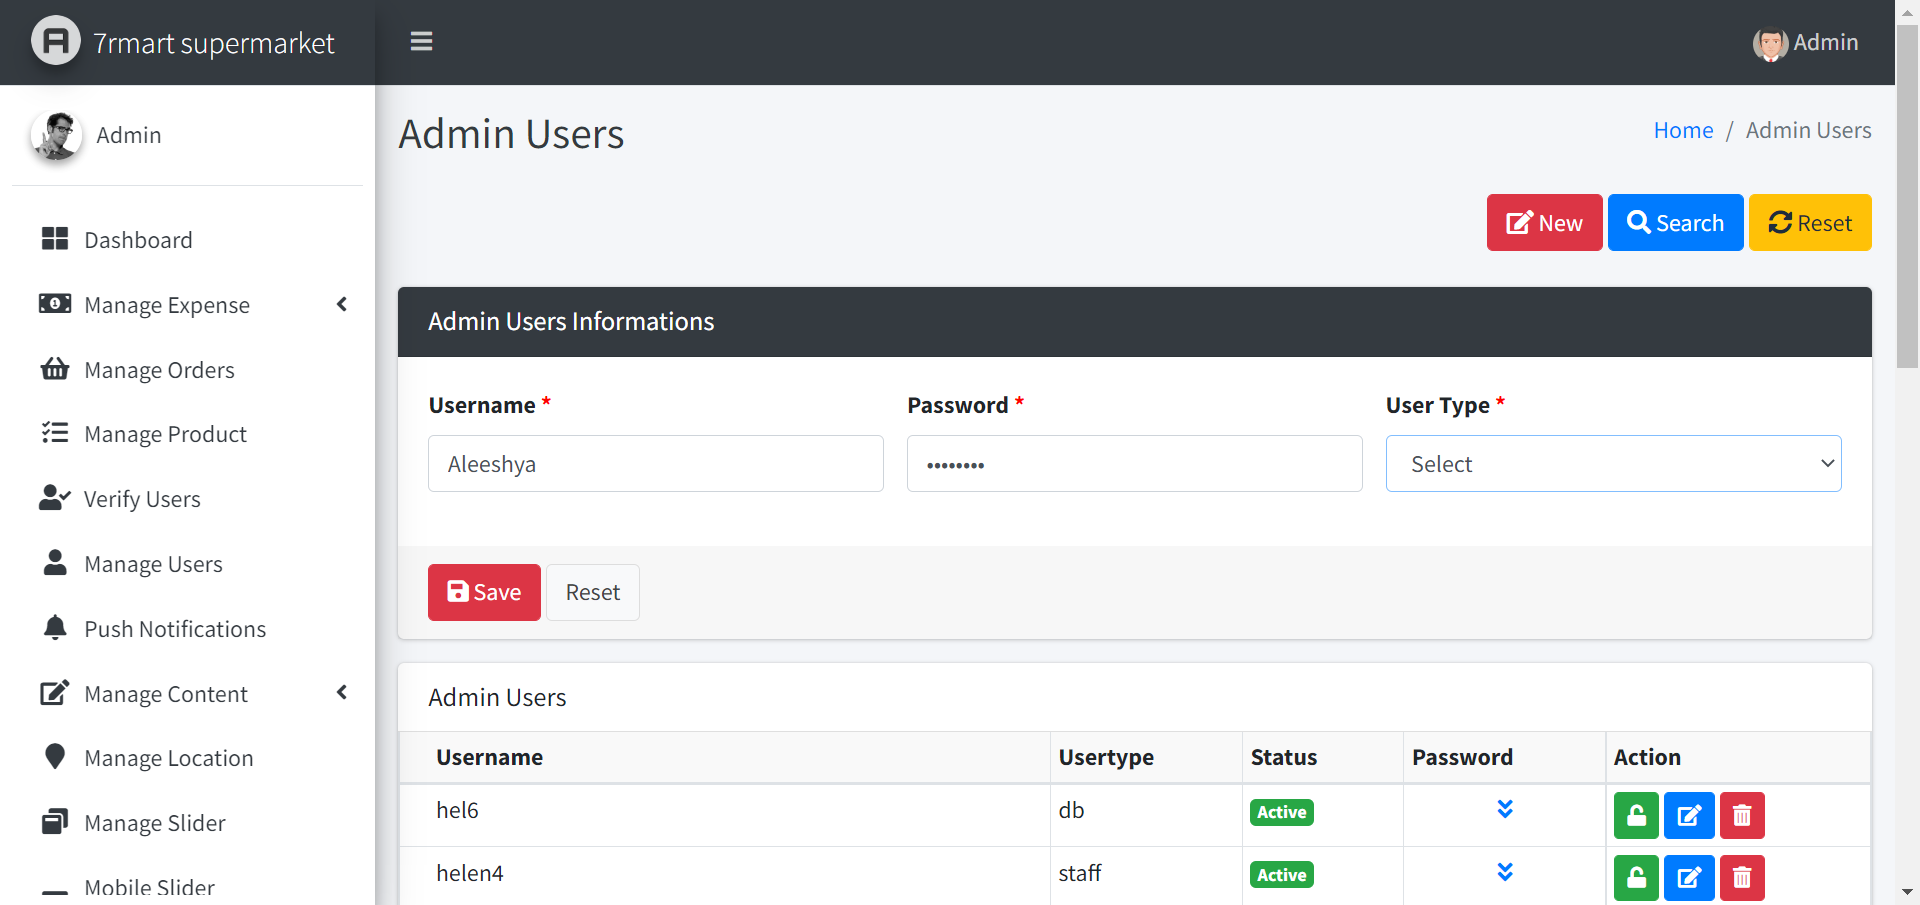 7rmart supermarket
Admin
Admin
Dashboard
Manage Expense
Manage Orders
Manage Product
Verify Users
Manage Users
Push Notifications
Manage Content
Manage Location
Manage Slider
Mobile Slider
Admin Users
Home / Admin Users
New Search Reset
Admin Users Informations
Username * Password * User Type *
Aleeshya •••••••• Select
Save Reset
Admin Users
Username Usertype Status Password Action
hel6 db Active
helen4 staff Active